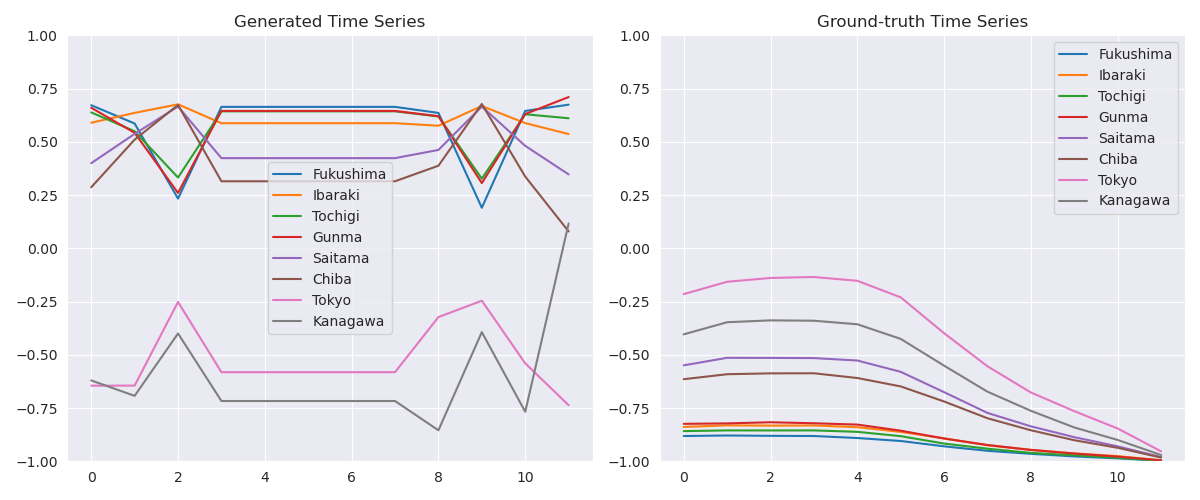 Generated Time Series
1.00
0.75
0.50
0.25
0.00
−0.25
−0.50
−0.75
−1.00
0 2 4 6 8 10
Fukushima
Ibaraki
Tochigi
Gunma
Saitama
Chiba
Tokyo
Kanagawa
Ground-truth Time Series
1.00
0.75
0.50
0.25
0.00
−0.25
−0.50
−0.75
−1.00
0 2 4 6 8 10
Fukushima
Ibaraki
Tochigi
Gunma
Saitama
Chiba
Tokyo
Kanagawa